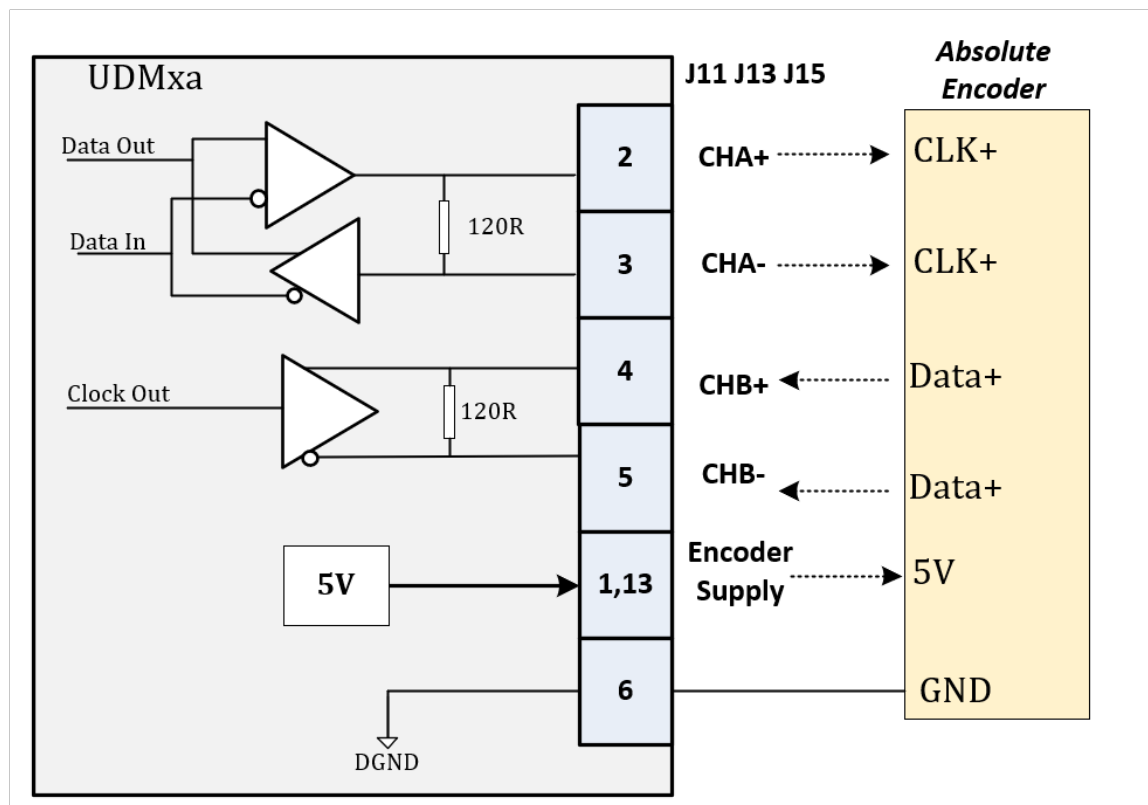 UDMxa
J11 J13 J15
Absolute
Encoder
Data Out
2
CHA+
CLK+
120R
Data In
3
CHA-
CLK+
4
CHB+
Data+
Clock Out
120R
5
CHB-
Data+
5V
1,13
Encoder
Supply
5V
6
GND
DGND